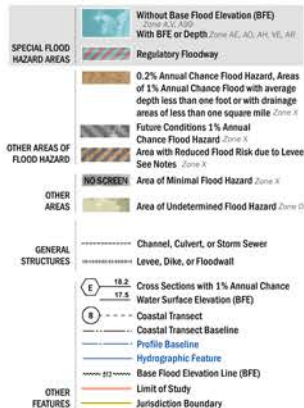 Without Base Flood Elevation (BFE)
Zone A,V, A99
With BFE or Depth Zone AE, AO, AH, VE, AR
SPECIAL FLOOD
HAZARD AREAS
Regulatory Floodway
0.2% Annual Chance Flood Hazard, Areas
of 1% Annual Chance Flood with average
depth less than one foot or with drainage
areas of less than one square mile Zone X
Future Conditions 1% Annual
Chance Flood Hazard Zone X
OTHER AREAS OF
FLOOD HAZARD
Area with Reduced Flood Risk due to Levee
See Notes Zone X
NO SCREEN Area of Minimal Flood Hazard Zone X
OTHER
AREAS
Area of Undetermined Flood Hazard Zone D
GENERAL
STRUCTURES
Channel, Culvert, or Storm Sewer
Levee, Dike, or Floodwall
E 18.2 Cross Sections with 1% Annual Chance
17.5 Water Surface Elevation (BFE)
8 Coastal Transect
Coastal Transect Baseline
Profile Baseline
Hydrographic Feature
513 Base Flood Elevation Line (BFE)
OTHER
FEATURES
Limit of Study
Jurisdiction Boundary